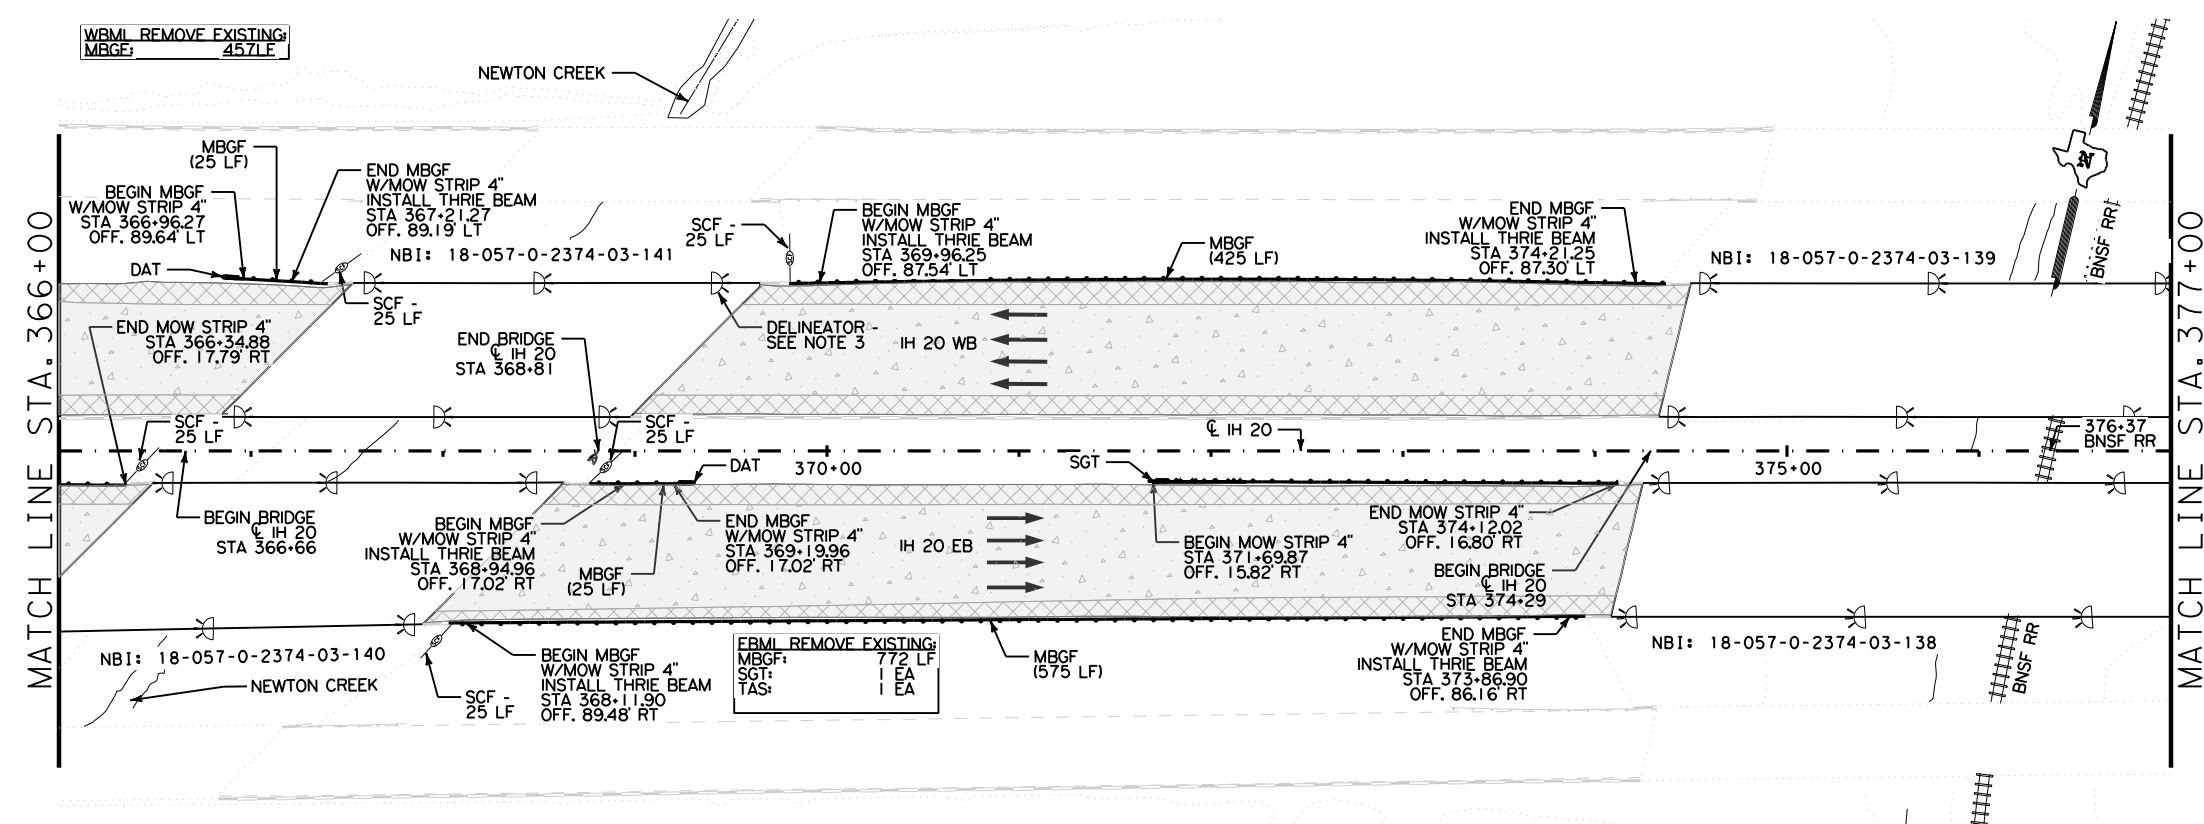 WBML REMOVE EXISTING:
MBGF: 457LF
NEWTON CREEK
MBGF
(25 LF)
BEGIN MBGF
W/MOW STRIP 4"
STA 366+96.27
OFF. 89.64' LT
END MBGF
W/MOW STRIP 4"
INSTALL THRIE BEAM
STA 367+21.27
OFF. 89.19' LT
DAT
NBI: 18-057-0-2374-03-141
SCF -
25 LF
SCF -
25 LF
BEGIN MBGF
W/MOW STRIP 4"
INSTALL THRIE BEAM
STA 369+96.25
OFF. 87.54' LT
MBGF
(425 LF)
END MBGF
W/MOW STRIP 4"
INSTALL THRIE BEAM
STA 374+21.25
OFF. 87.30' LT
NBI: 18-057-0-2374-03-139
N
BNSF RR
MATCH LINE STA.366+00
MATCH LINE STA.377+00
END MOW STRIP 4"
STA 366+34.88
OFF. 17.79' RT
END BRIDGE
℄ IH 20
STA 368+81
DELINEATOR -
SEE NOTE 3
IH 20 WB
SCF -
25 LF
SCF -
25 LF
℄ IH 20
376+37
BNSF RR
DAT
370+00
SGT
375+00
BEGIN BRIDGE
℄ IH 20
STA 366+66
BEGIN MBGF
W/MOW STRIP 4"
INSTALL THRIE BEAM
STA 368+94.96
OFF. 17.02' RT
MBGF
(25 LF)
END MBGF
W/MOW STRIP 4"
STA 369+19.96
OFF. 17.02' RT
IH 20 EB
BEGIN MOW STRIP 4"
STA 371+69.87
OFF. 15.82' RT
END MOW STRIP 4"
STA 374+12.02
OFF. 16.80' RT
BEGIN BRIDGE
℄ IH 20
STA 374+29
NBI: 18-057-0-2374-03-140
NEWTON CREEK
SCF -
25 LF
BEGIN MBGF
W/MOW STRIP 4"
INSTALL THRIE BEAM
STA 368+11.90
OFF. 89.48' RT
EBML REMOVE EXISTING:
MBGF: 772 LF
SGT: 1 EA
TAS: 1 EA
MBGF
(575 LF)
END MBGF
W/MOW STRIP 4"
INSTALL THRIE BEAM
STA 373+86.90
OFF. 86.16' RT
NBI: 18-057-0-2374-03-138
BNSF RR